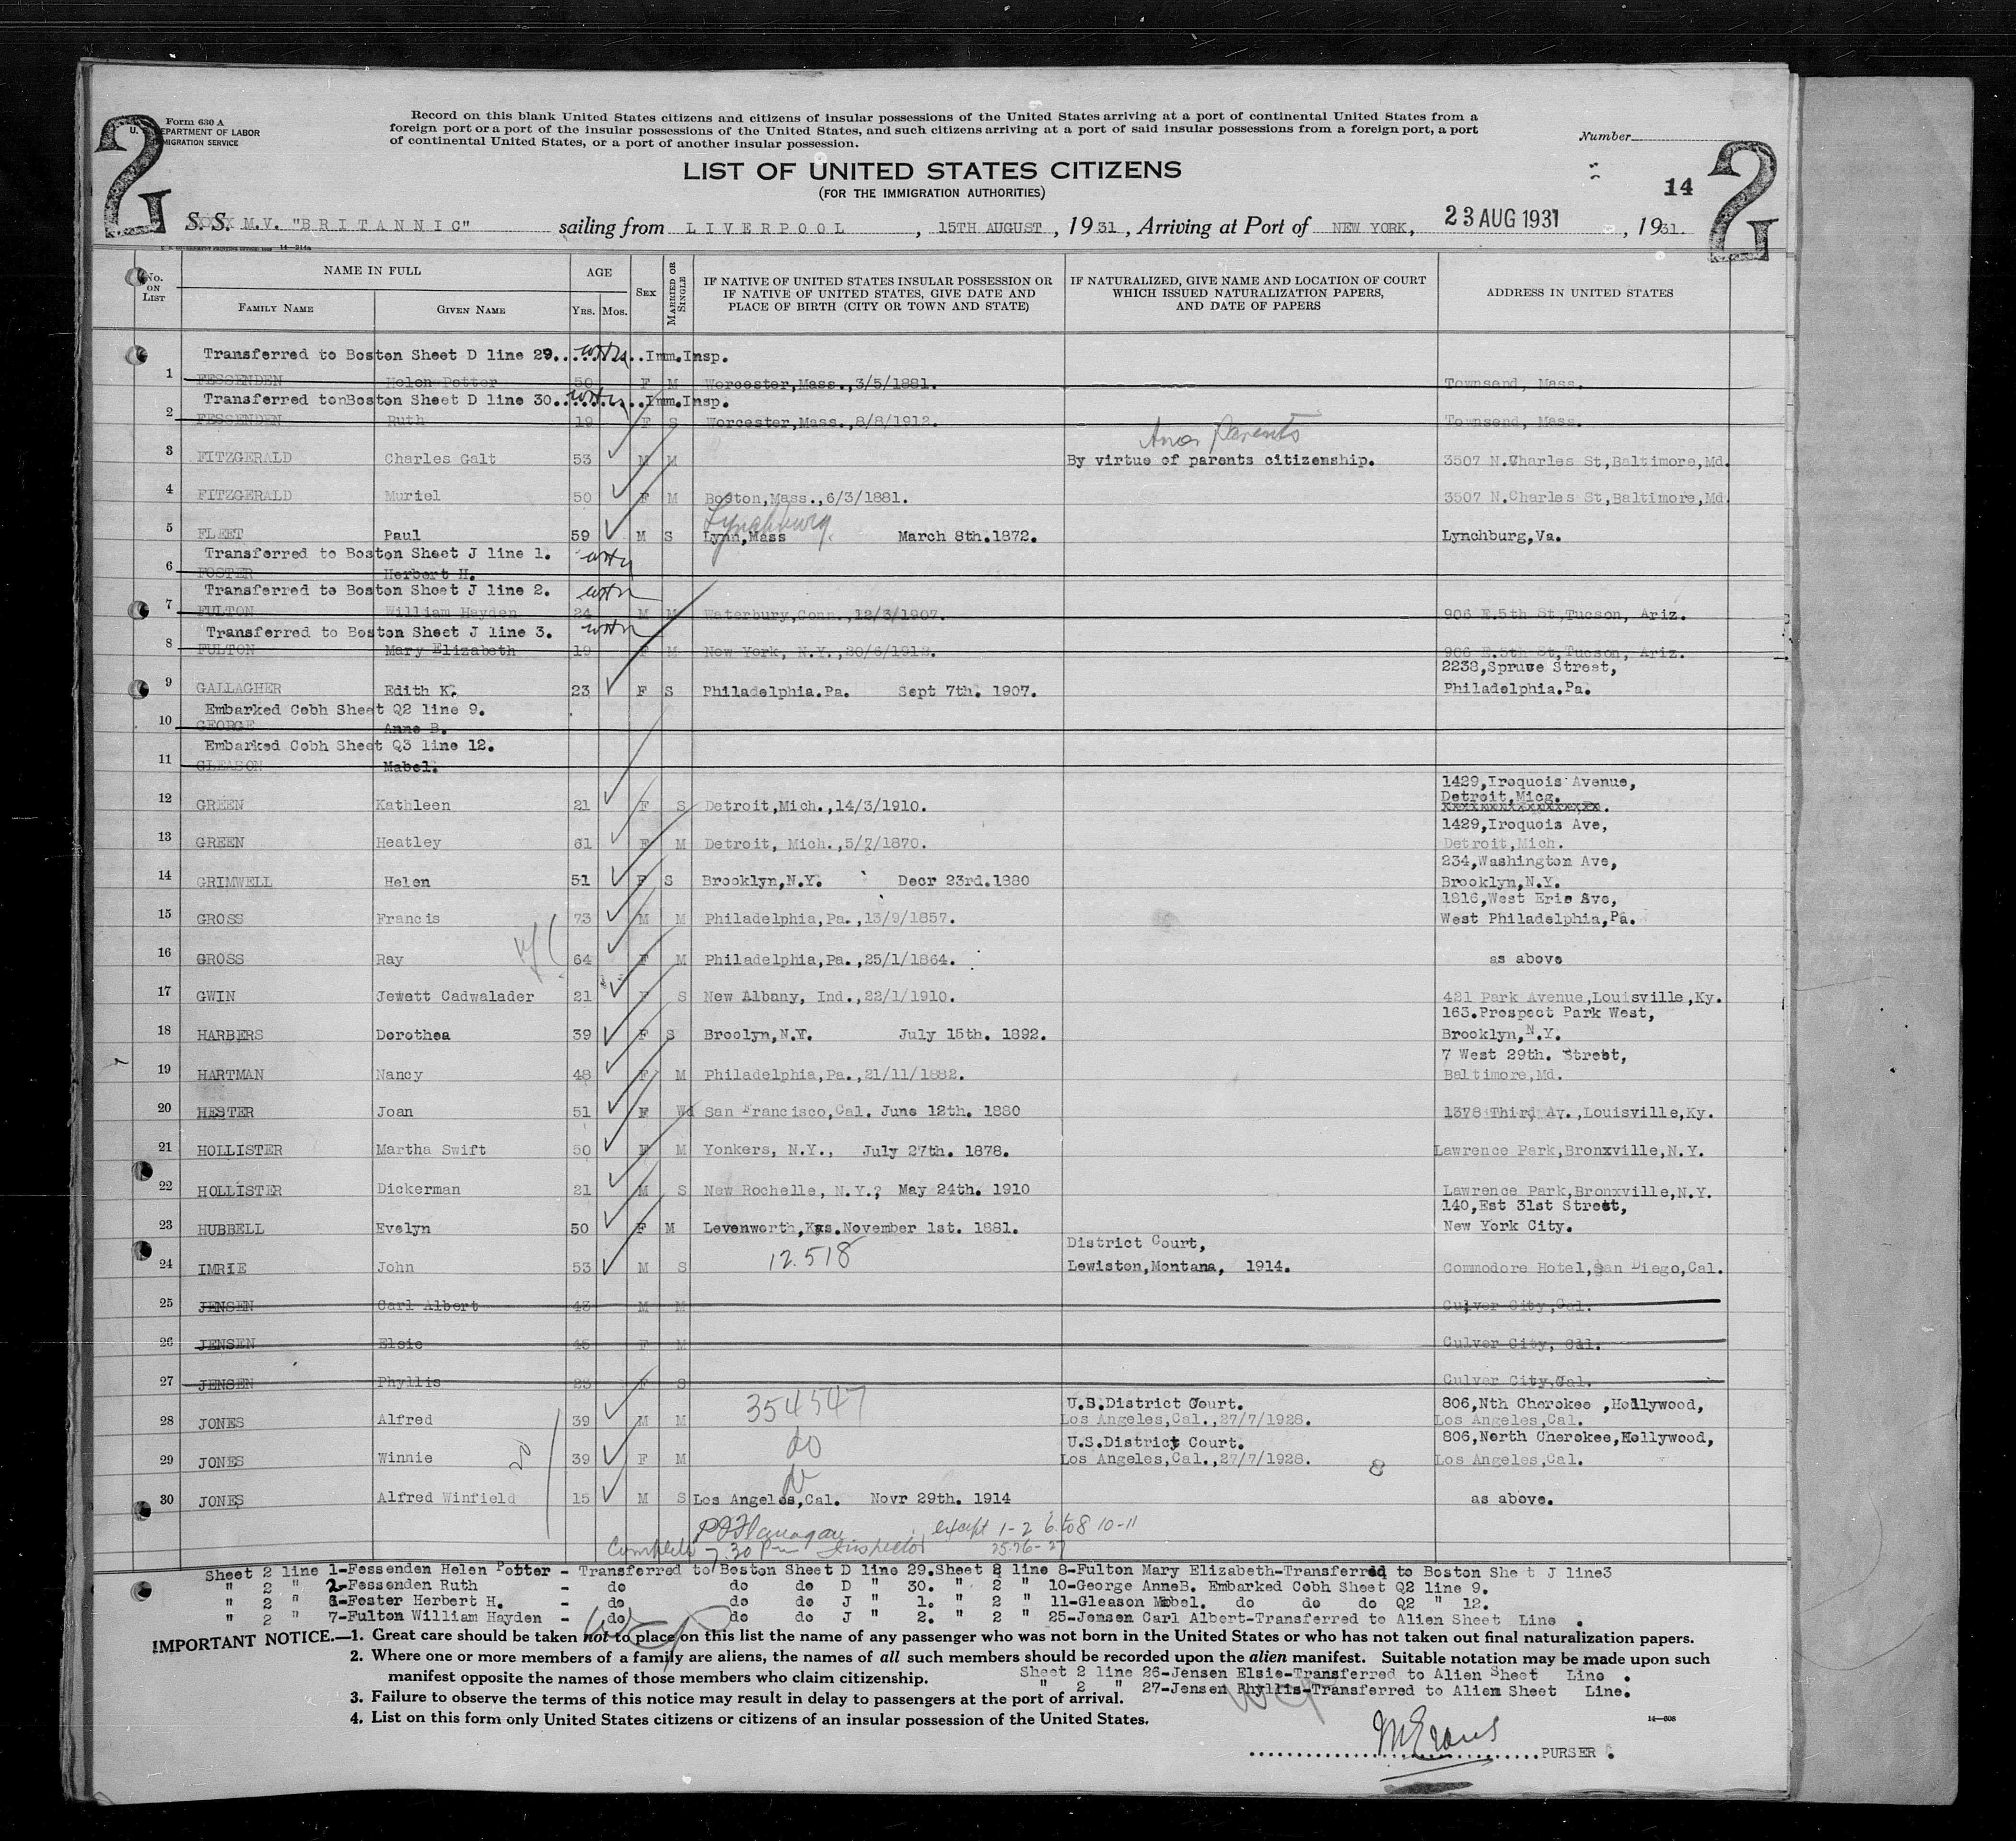 2
2
Form 630 A
U. S. DEPARTMENT OF LABOR
IMMIGRATION SERVICE
Record on this blank United States citizens and citizens of insular possessions of the United States arriving at a port of continental United States from a
foreign port or a port of the insular possessions of the United States, and such citizens arriving at a port of said insular possessions from a foreign port, a port
of continental United States, or a port of another insular possession.
Number
LIST OF UNITED STATES CITIZENS
(FOR THE IMMIGRATION AUTHORITIES)
14
S. S. M.V. "BRITANNIC" sailing from LIVERPOOL, 15TH AUGUST, 1931, Arriving at Port of NEW YORK, 23 AUG 1931, 1931.
14-214a
No. ON LIST NAME IN FULL FAMILY NAME GIVEN NAME AGE YRS. MOS. SEX MARRIED OR SINGLE IF NATIVE OF UNITED STATES INSULAR POSSESSION OR IF NATIVE OF UNITED STATES, GIVE DATE AND PLACE OF BIRTH (CITY OR TOWN AND STATE) IF NATURALIZED, GIVE NAME AND LOCATION OF COURT WHICH ISSUED NATURALIZATION PAPERS, AND DATE OF PAPERS ADDRESS IN UNITED STATES
Transferred to Boston Sheet D line 29. Imm.Insp.
1 FESSENDEN Helen Potter 50 F M Worcester,Mass.,3/5/1881. Townsend, Mass.
Transferred tonBoston Sheet D line 30. Imm.Insp.
2 FESSENDEN Ruth 19 F S Worcester,Mass.,8/8/1912. Townsend, Mass.
Amer Parents
3 FITZGERALD Charles Galt 53 M M By virtue of parents citizenship. 3507 N.Charles St,Baltimore,Md.
4 FITZGERALD Muriel 50 F M Boston,Mass.,6/3/1881. 3507 N.Charles St,Baltimore,Md.
Lynchburg.
5 FLEET Paul 59 M S Lynn,Mass March 8th.1872. Lynchburg,Va.
Transferred to Boston Sheet J line 1.
6 FOSTER Herbert H.
Transferred to Boston Sheet J line 2.
7 FULTON William Hayden 24 M M Waterbury,Conn.,12/3/1907. 906 E.5th St,Tucson, Ariz.
Transferred to Boston Sheet J line 3.
8 FULTON Mary Elizabeth 19 F M New York, N.Y.,30/6/1912. 906 E.5th St,Tucson, Ariz.
2238,Spruce Street,
9 GALLAGHER Edith K. 23 F S Philadelphia.Pa. Sept 7th. 1907. Philadelphia.Pa.
Embarked Cobh Sheet Q2 line 9.
10 GEORGE Anne B.
Embarked Cobh Sheet Q3 line 12.
11 GLEASON Mabel.
1429,Iroquois Avenue,
Detroit,Micg.
12 GREEN Kathleen 21 F S Detroit,Mich.,14/3/1910.
1429,Iroquois Ave,
13 GREEN Heatley 61 F M Detroit, Mich.,5/7/1870. Detroit,Mich.
234,Washington Ave,
14 GRIMWELL Helen 51 F S Brooklyn,N.Y. Decr 23rd.1880 Brooklyn,N.Y.
1816,West Erie Ave,
15 GROSS Francis 73 M M Philadelphia,Pa.,13/9/1857. West Philadelphia,Pa.
16 GROSS Ray 64 F M Philadelphia,Pa.,25/1/1864. as above
17 GWIN Jewett Cadwalader 21 F S New Albany, Ind.,22/1/1910. 421 Park Avenue,Louisville,Ky.
163.Prospect Park West,
18 HARBERS Dorothea 39 F S Broolyn,N.Y. July 15th. 1892. Brooklyn,N.Y.
7 West 29th. Street,
19 HARTMAN Nancy 48 F M Philadelphia,Pa.,21/11/1882. Baltimore,Md.
20 HESTER Joan 51 F Wd San Francisco,Cal. June 12th. 1880 1378 Third Av.,Louisville,Ky.
21 HOLLISTER Martha Swift 50 F M Yonkers, N.Y., July 27th. 1878. Lawrence Park,Bronxville,N.Y.
22 HOLLISTER Dickerman 21 M S New Rochelle, N.Y., May 24th. 1910 Lawrence Park,Bronxville,N.Y.
140,Est 31st Street,
23 HUBBELL Evelyn 50 F M Levenworth,Kas.November 1st. 1881. New York City.
12.518 District Court,
24 IMRIE John 53 M S Lewiston,Montana, 1914. Commodore Hotel,San Diego,Cal.
25 JENSEN Carl Albert 43 M M Culver City,Cal.
26 JENSEN Elsie 45 F M Culver City, Cal.
27 JENSEN Phyllis 23 F S Culver City,Cal.
354547 U.S.District Court. 806,Nth Cherokee ,Hollywood,
28 JONES Alfred 39 M M Los Angeles,Cal.,27/7/1928. Los Angeles,Cal.
do U.S.District Court. 806,North Cherokee,Hollywood,
29 JONES Winnie 39 F M Los Angeles,Cal.,27/7/1928. 8 Los Angeles,Cal.
do
30 JONES Alfred Winfield 15 M S Los Angeles,Cal. Novr 29th. 1914 as above.
P J Flanagan except 1-2 6 to 8 10-11
Complete 7.30 Pm Inspector 25-26-27
Sheet 2 line 1-Fessenden Helen Potter - Transferred to Boston Sheet D line 29.Sheet 2 line 8-Fulton Mary Elizabeth-Transferred to Boston She t J line3
" 2 " 2-Fessenden Ruth - do do do D " 30. " 2 " 10-George AnneB. Embarked Cobh Sheet Q2 line 9.
" 2 " 6-Foster Herbert H. - do do do J " 1. " 2 " 11-Gleason Mabel. do do do Q2 " 12.
" 2 " 7-Fulton William Hayden - do do do J " 2. " 2 " 25-Jensen Carl Albert-Transferred to Alien Sheet Line .
IMPORTANT NOTICE.—1. Great care should be taken not to place on this list the name of any passenger who was not born in the United States or who has not taken out final naturalization papers.
2. Where one or more members of a family are aliens, the names of all such members should be recorded upon the alien manifest. Suitable notation may be made upon such
manifest opposite the names of those members who claim citizenship. Sheet 2 line 26-Jensen Elsie-Transferred to Alien Sheet Line .
" 2 " 27-Jensen Phyllis-Transferred to Alien Sheet Line.
3. Failure to observe the terms of this notice may result in delay to passengers at the port of arrival.
4. List on this form only United States citizens or citizens of an insular possession of the United States.
14-608
M Evans PURSER.